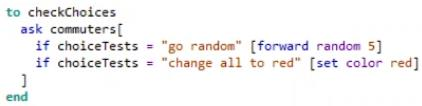 to checkChoices
ask commuters[
if choiceTests = "go random" [forward random 5]
if choiceTests = "change all to red" [set color red]
]
end